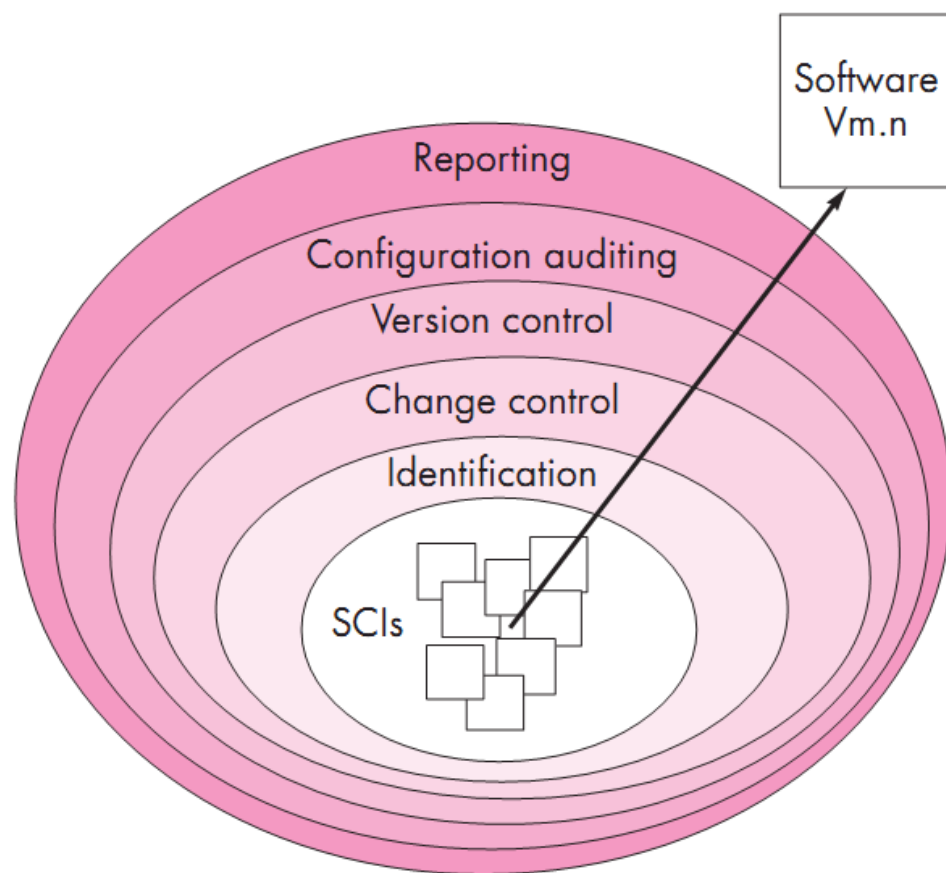 Software
Vm.n
Reporting
Configuration auditing
Version control
Change control
Identification
SCIs